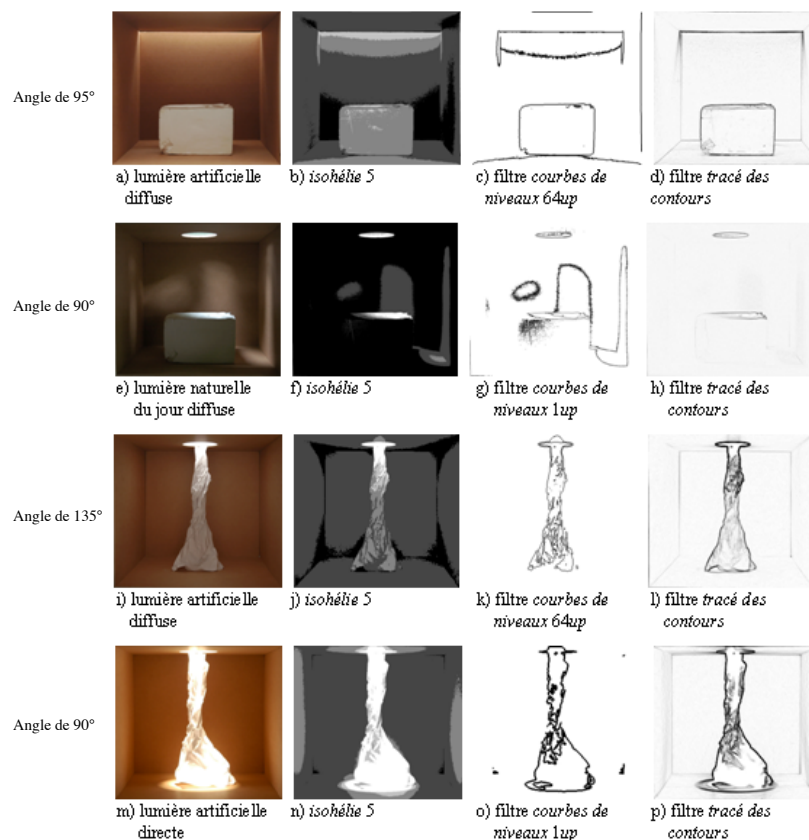 Angle de 95°
a) lumière artificielle
diffuse
b) isohélie 5
c) filtre courbes de
niveaux 64up
d) filtre tracé des
contours
Angle de 90°
e) lumière naturelle
du jour diffuse
f) isohélie 5
g) filtre courbes de
niveaux 1up
h) filtre tracé des
contours
Angle de 135°
i) lumière artificielle
diffuse
j) isohélie 5
k) filtre courbes de
niveaux 64up
l) filtre tracé des
contours
Angle de 90°
m) lumière artificielle
directe
n) isohélie 5
o) filtre courbes de
niveaux 1up
p) filtre tracé des
contours